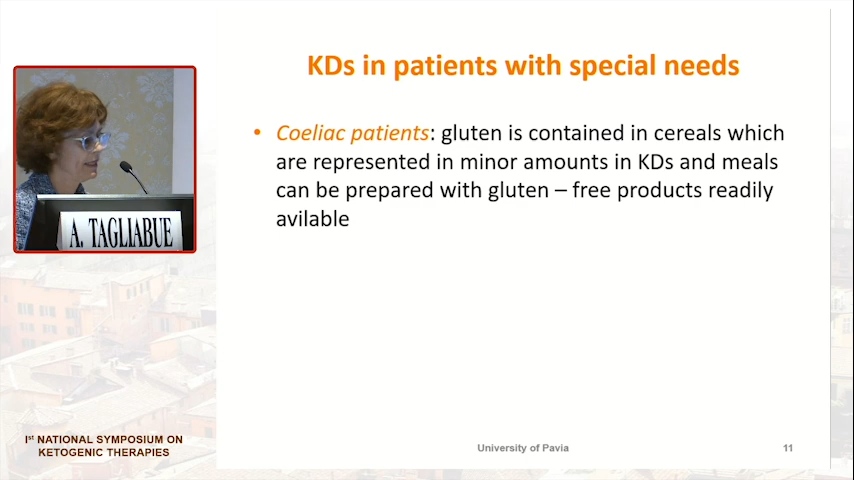 KDs in patients with special needs
• Coeliac patients: gluten is contained in cereals which
are represented in minor amounts in KDs and meals
can be prepared with gluten – free products readily
avilable
A. TAGLIABUE
Ist NATIONAL SYMPOSIUM ON
KETOGENIC THERAPIES
University of Pavia
11